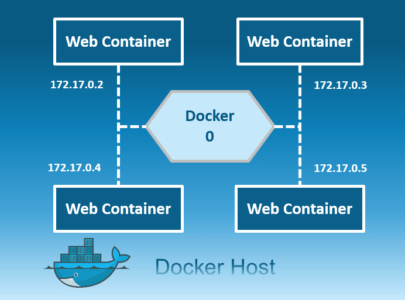 Web Container
Web Container
172.17.0.2
172.17.0.3
Docker
0
172.17.0.4
172.17.0.5
Web Container
Web Container
Docker Host